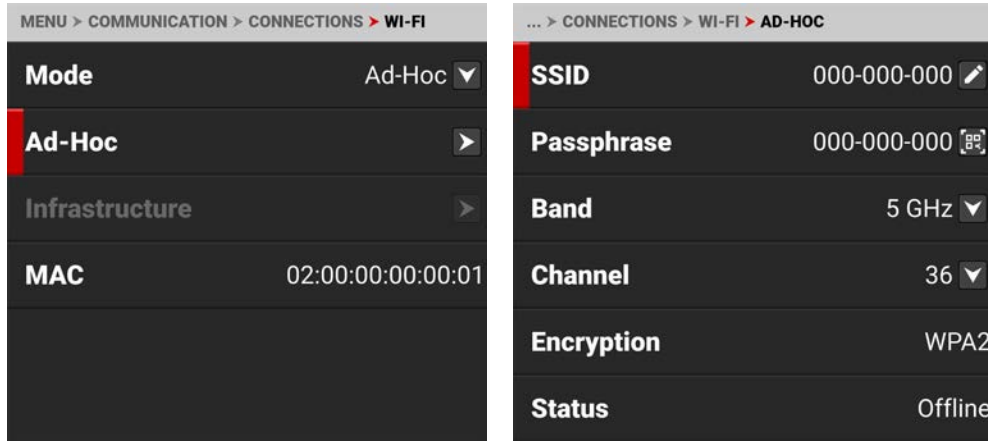 MENU > COMMUNICATION > CONNECTIONS > WI-FI
Mode Ad-Hoc
Ad-Hoc
Infrastructure
MAC 02:00:00:00:00:01
... > CONNECTIONS > WI-FI > AD-HOC
SSID 000-000-000
Passphrase 000-000-000
Band 5 GHz
Channel 36
Encryption WPA2
Status Offline